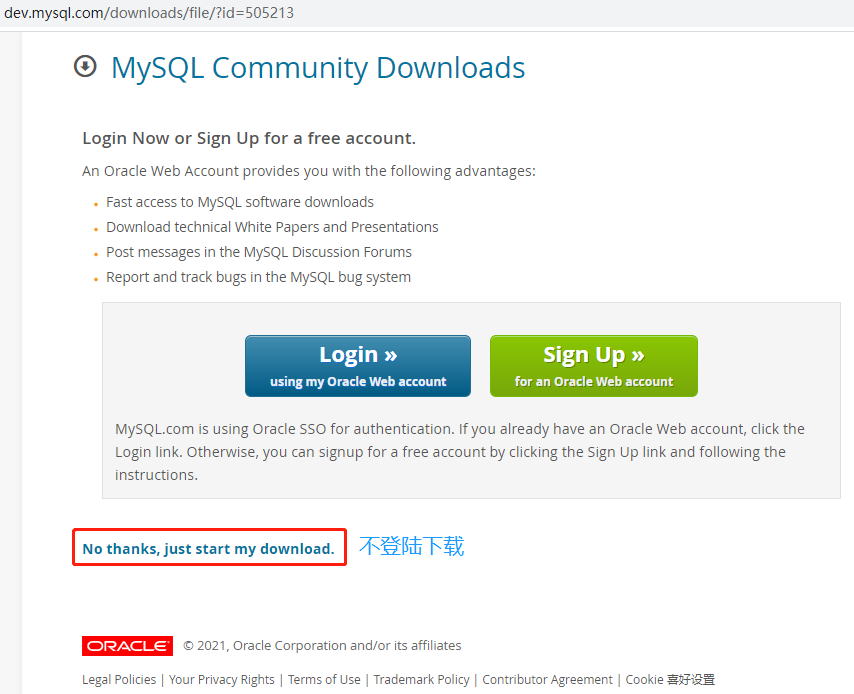 dev.mysql.com/downloads/file/?id=505213
MySQL Community Downloads
Login Now or Sign Up for a free account.
An Oracle Web Account provides you with the following advantages:
Fast access to MySQL software downloads
Download technical White Papers and Presentations
Post messages in the MySQL Discussion Forums
Report and track bugs in the MySQL bug system
Login »
using my Oracle Web account
Sign Up »
for an Oracle Web account
MySQL.com is using Oracle SSO for authentication. If you already have an Oracle Web account, click the
Login link. Otherwise, you can signup for a free account by clicking the Sign Up link and following the
instructions.
No thanks, just start my download. 不登陆下载
ORACLE © 2021, Oracle Corporation and/or its affiliates
Legal Policies | Your Privacy Rights | Terms of Use | Trademark Policy | Contributor Agreement | Cookie 喜好设置